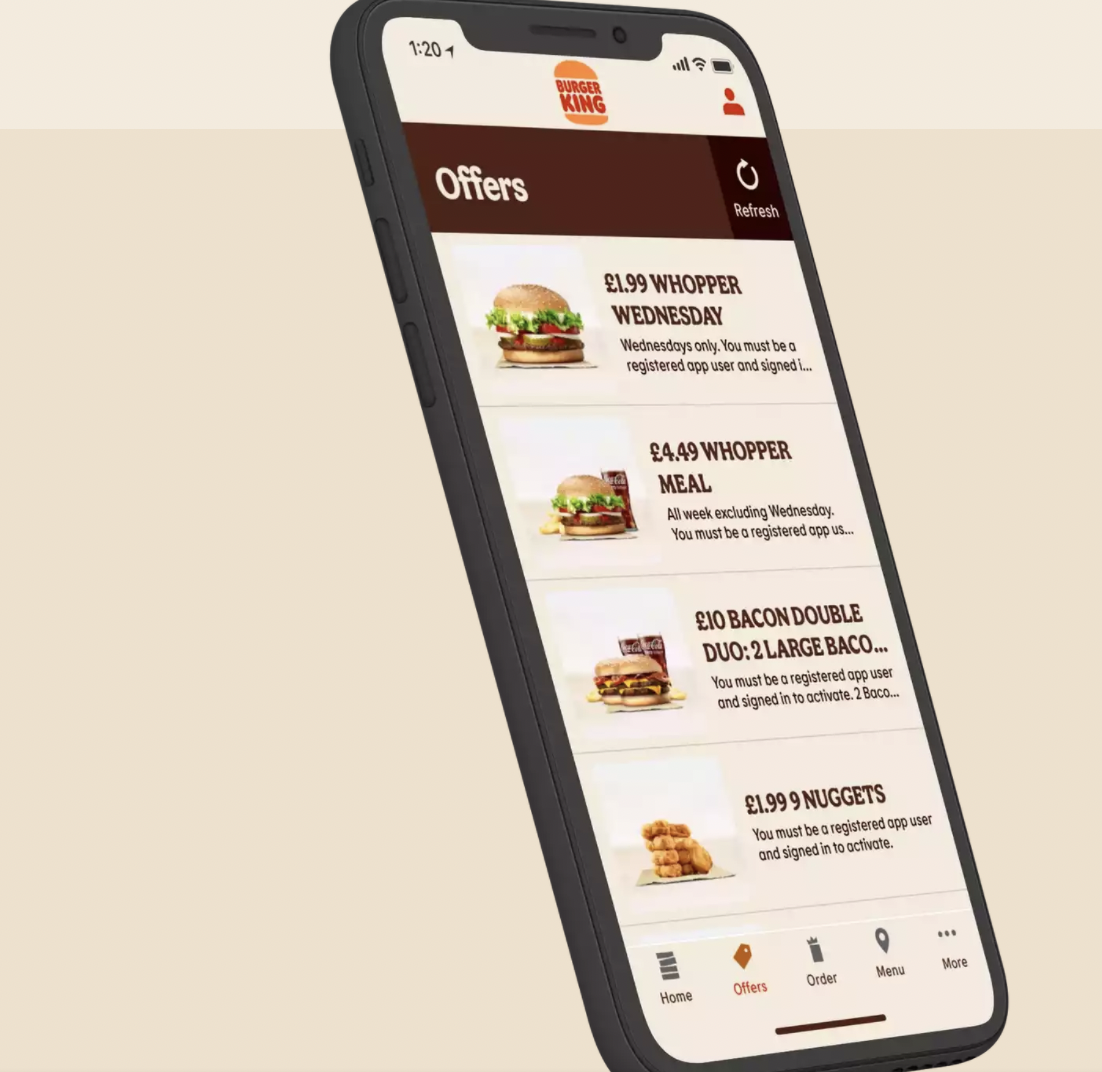 1:20
BURGER
KING
Offers
Refresh
£1.99 WHOPPER
WEDNESDAY
Wednesdays only. You must be a
registered app user and signed i...
£4.49 WHOPPER
MEAL
All week excluding Wednesday.
You must be a registered app us...
£10 BACON DOUBLE
DUO: 2 LARGE BACO...
You must be a registered app user
and signed in to activate. 2 Baco...
£1.99 9 NUGGETS
You must be a registered app user
and signed in to activate.
Home
Offers
Order
Menu
More